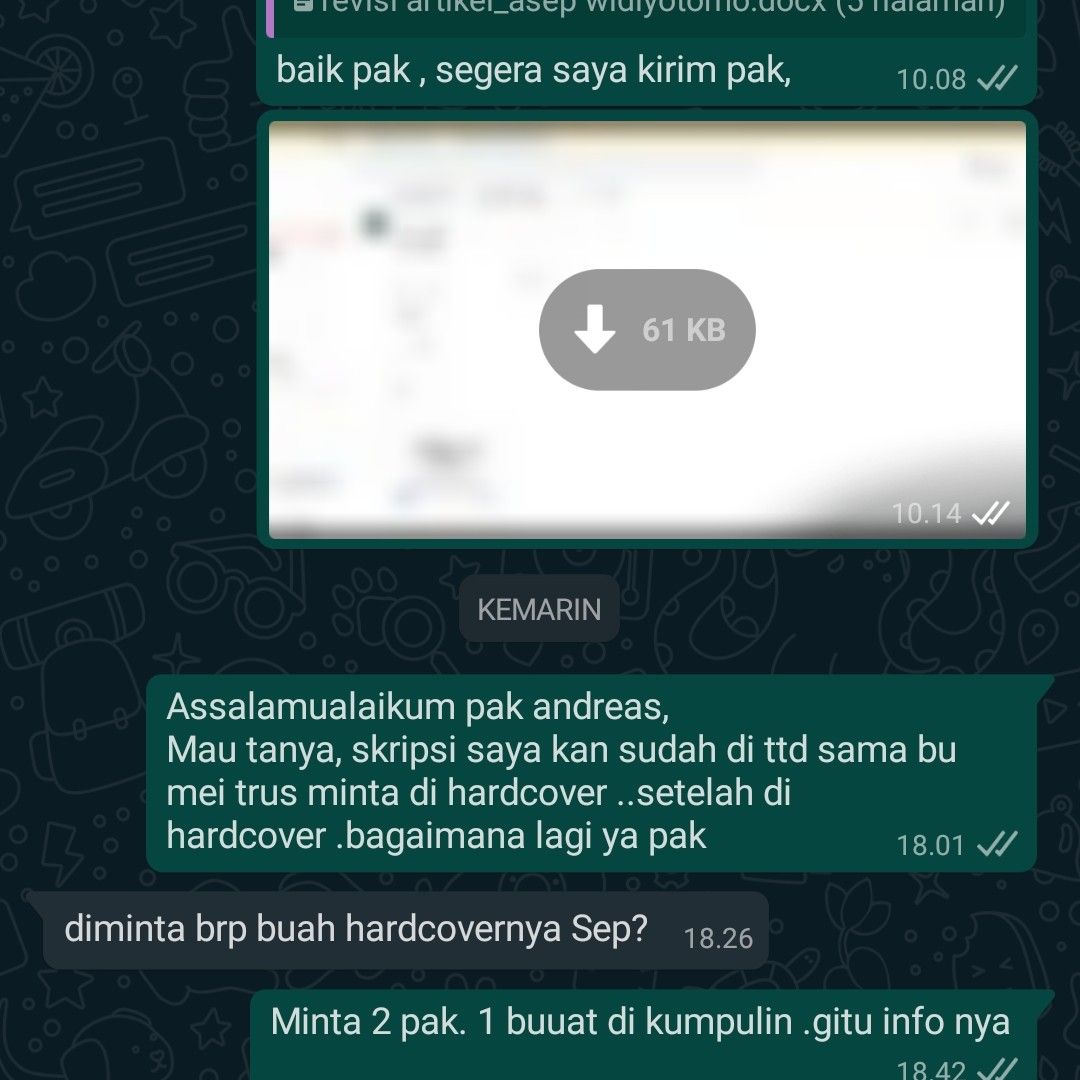 revisi artikel_asep widiyotomo.docx (5 halaman)
baik pak , segera saya kirim pak,
10.08
61 KB
10.14
KEMARIN
Assalamualaikum pak andreas,
Mau tanya, skripsi saya kan sudah di ttd sama bu
mei trus minta di hardcover ..setelah di
hardcover .bagaimana lagi ya pak
18.01
diminta brp buah hardcovernya Sep?
18.26
Minta 2 pak. 1 buuat di kumpulin .gitu info nya
18.42